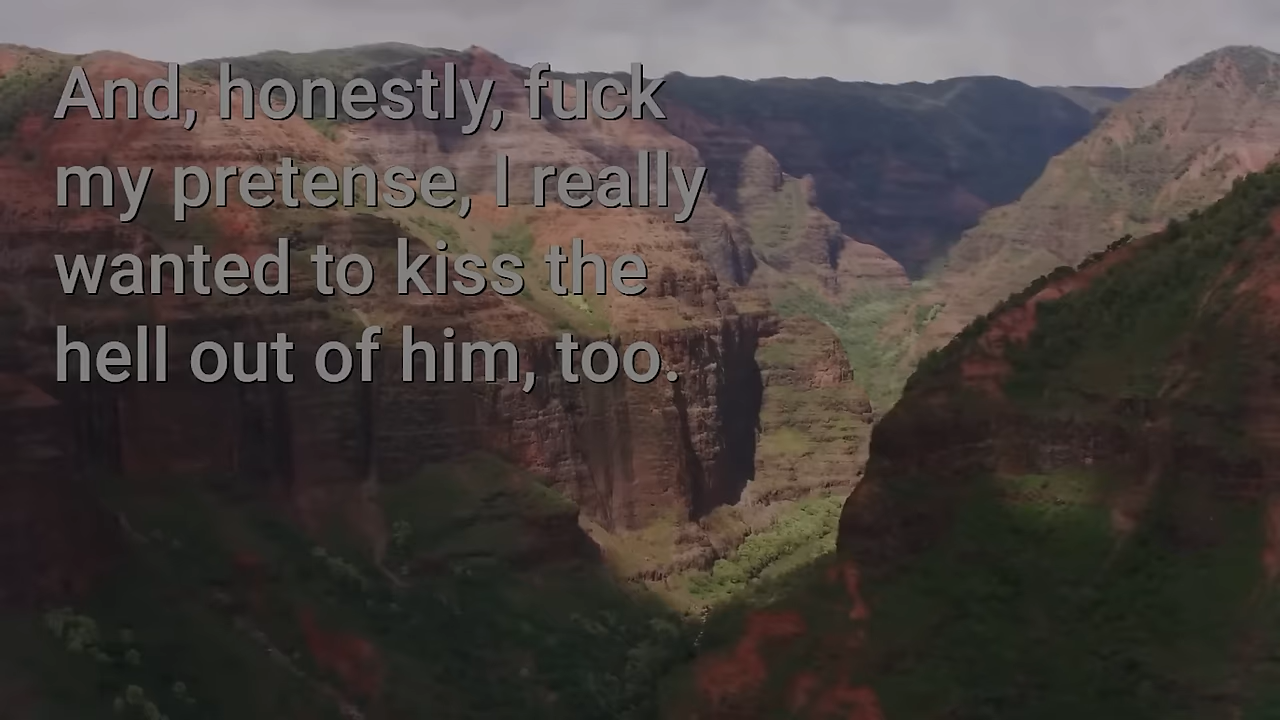 And, honestly, fuck
my pretense, I really
wanted to kiss the
hell out of him, too.